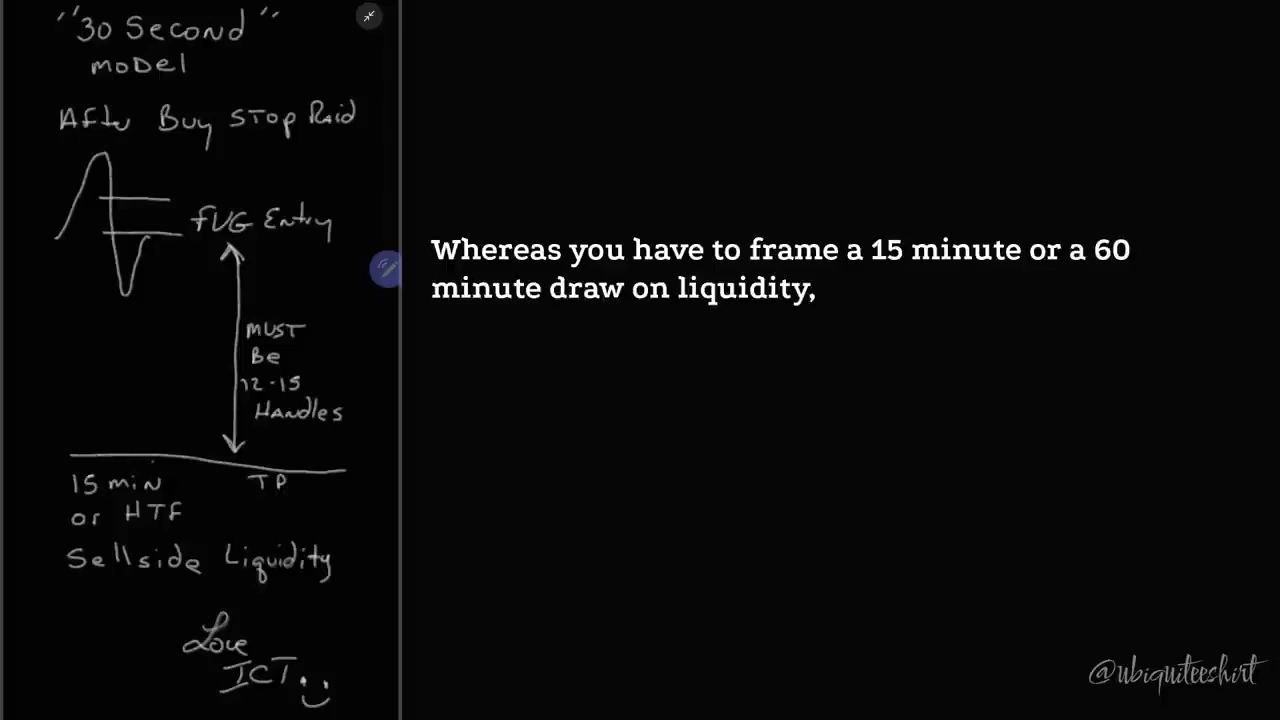 "30 Second"
MODEl
After Buy STop Raid
FVG Entry
MUST
Be
12-15
HANdles
15 min
TP
or HTF
Sellside Liquidity
Love
ICT
Whereas you have to frame a 15 minute or a 60
minute draw on liquidity,
@ubiquiteeshirt